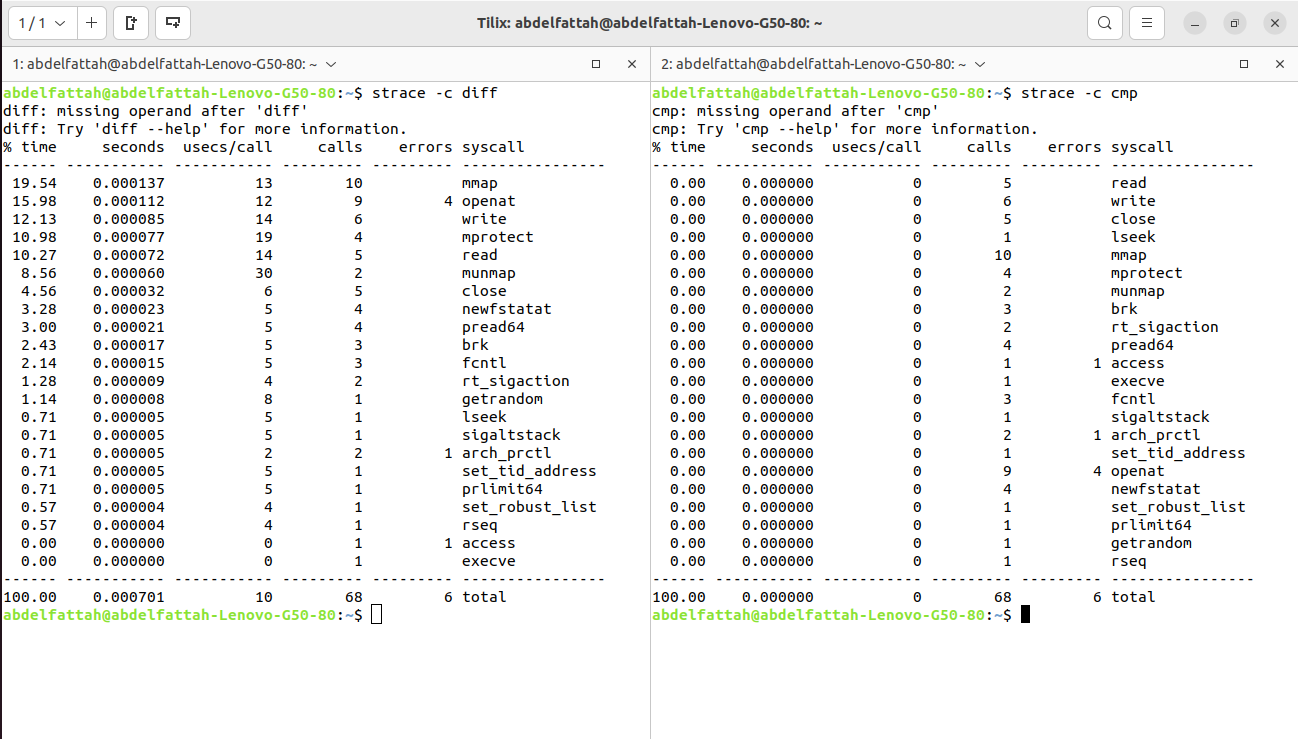 1 / 1
Tilix: abdelfattah@abdelfattah-Lenovo-G50-80: ~
1: abdelfattah@abdelfattah-Lenovo-G50-80: ~
abdelfattah@abdelfattah-Lenovo-G50-80:~$ strace -c diff
diff: missing operand after 'diff'
diff: Try 'diff --help' for more information.
% time     seconds  usecs/call     calls    errors syscall
------ ----------- ----------- --------- --------- ----------------
 19.54    0.000137          13        10           mmap
 15.98    0.000112          12         9         4 openat
 12.13    0.000085          14         6           write
 10.98    0.000077          19         4           mprotect
 10.27    0.000072          14         5           read
  8.56    0.000060          30         2           munmap
  4.56    0.000032           6         5           close
  3.28    0.000023           5         4           newfstatat
  3.00    0.000021           5         4           pread64
  2.43    0.000017           5         3           brk
  2.14    0.000015           5         3           fcntl
  1.28    0.000009           4         2           rt_sigaction
  1.14    0.000008           8         1           getrandom
  0.71    0.000005           5         1           lseek
  0.71    0.000005           5         1           sigaltstack
  0.71    0.000005           2         2         1 arch_prctl
  0.71    0.000005           5         1           set_tid_address
  0.71    0.000005           5         1           prlimit64
  0.57    0.000004           4         1           set_robust_list
  0.57    0.000004           4         1           rseq
  0.00    0.000000           0         1         1 access
  0.00    0.000000           0         1           execve
------ ----------- ----------- --------- --------- ----------------
100.00    0.000701          10        68         6 total
abdelfattah@abdelfattah-Lenovo-G50-80:~$
2: abdelfattah@abdelfattah-Lenovo-G50-80: ~
abdelfattah@abdelfattah-Lenovo-G50-80:~$ strace -c cmp
cmp: missing operand after 'cmp'
cmp: Try 'cmp --help' for more information.
% time     seconds  usecs/call     calls    errors syscall
------ ----------- ----------- --------- --------- ----------------
  0.00    0.000000           0         5           read
  0.00    0.000000           0         6           write
  0.00    0.000000           0         5           close
  0.00    0.000000           0         1           lseek
  0.00    0.000000           0        10           mmap
  0.00    0.000000           0         4           mprotect
  0.00    0.000000           0         2           munmap
  0.00    0.000000           0         3           brk
  0.00    0.000000           0         2           rt_sigaction
  0.00    0.000000           0         4           pread64
  0.00    0.000000           0         1         1 access
  0.00    0.000000           0         1           execve
  0.00    0.000000           0         3           fcntl
  0.00    0.000000           0         1           sigaltstack
  0.00    0.000000           0         2         1 arch_prctl
  0.00    0.000000           0         1           set_tid_address
  0.00    0.000000           0         9         4 openat
  0.00    0.000000           0         4           newfstatat
  0.00    0.000000           0         1           set_robust_list
  0.00    0.000000           0         1           prlimit64
  0.00    0.000000           0         1           getrandom
  0.00    0.000000           0         1           rseq
------ ----------- ----------- --------- --------- ----------------
100.00    0.000000           0        68         6 total
abdelfattah@abdelfattah-Lenovo-G50-80:~$